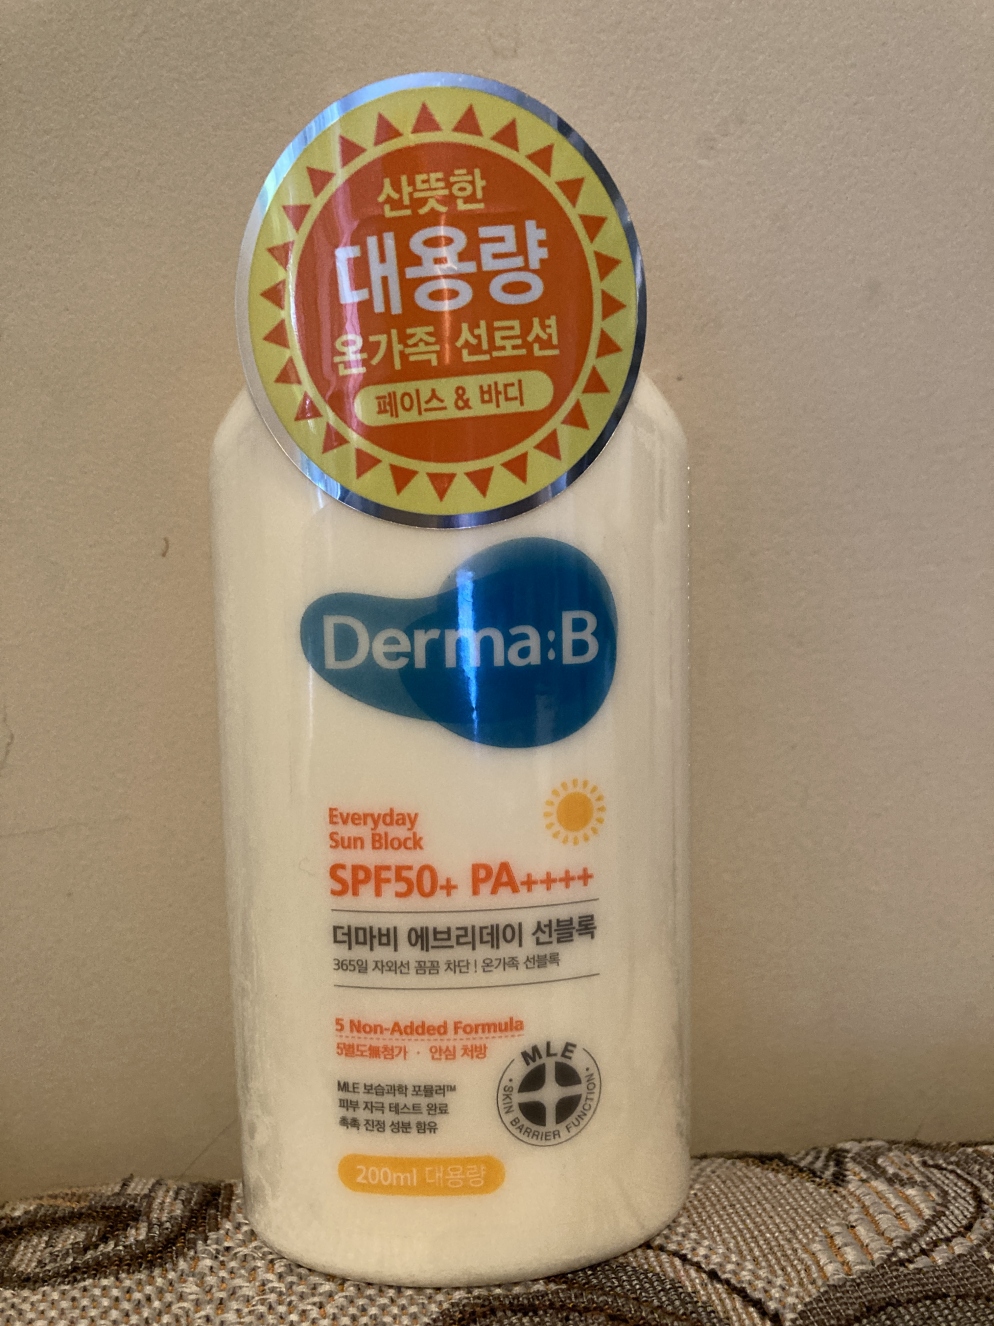 산뜻한
대용량
온가족 선로션
페이스 & 바디
Derma:B
Everyday
Sun Block
SPF50+ PA++++
더마비 에브리데이 선블록
365일 자외선 꼼꼼 차단! 온가족 선블록
5 Non-Added Formula
5별도無첨가 · 안심 처방
MLE 보습과학 포뮬러™
피부 자극 테스트 완료
촉촉 진정 성분 함유
MLE
• SKIN BARRIER FUNCTION •
200ml 대용량